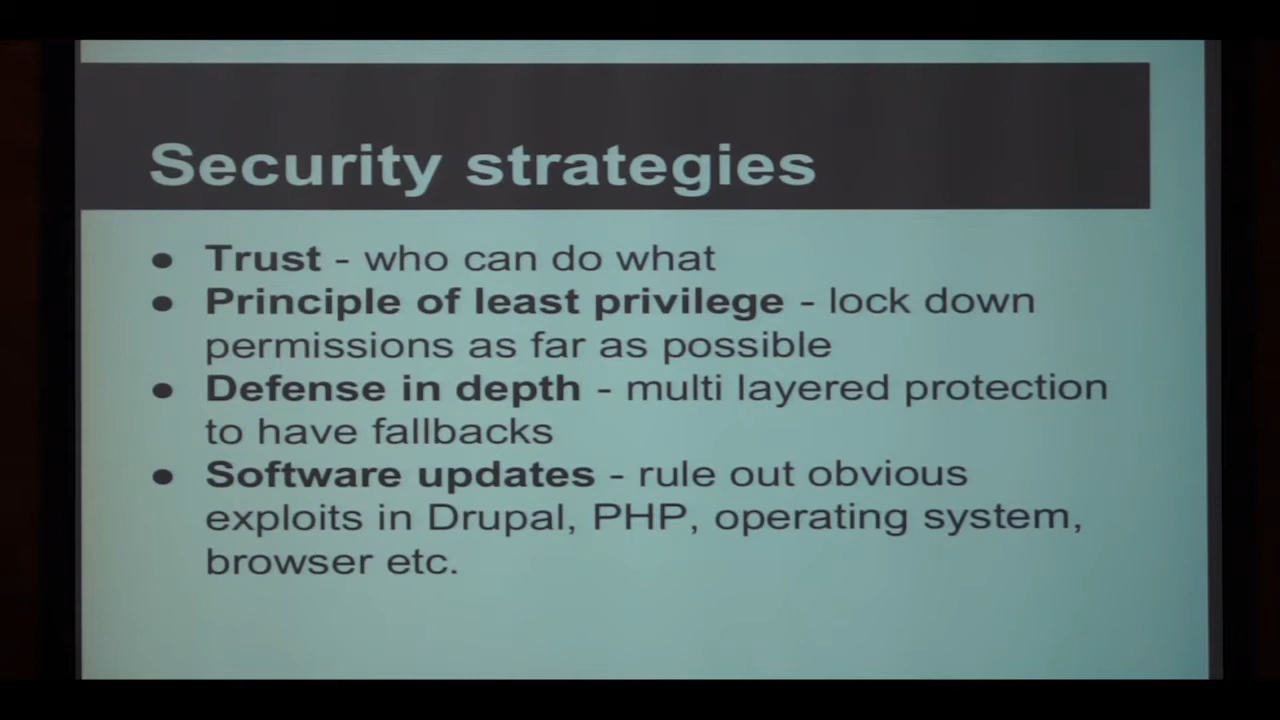 Security strategies
● Trust - who can do what
● Principle of least privilege - lock down
permissions as far as possible
● Defense in depth - multi layered protection
to have fallbacks
● Software updates - rule out obvious
exploits in Drupal, PHP, operating system,
browser etc.